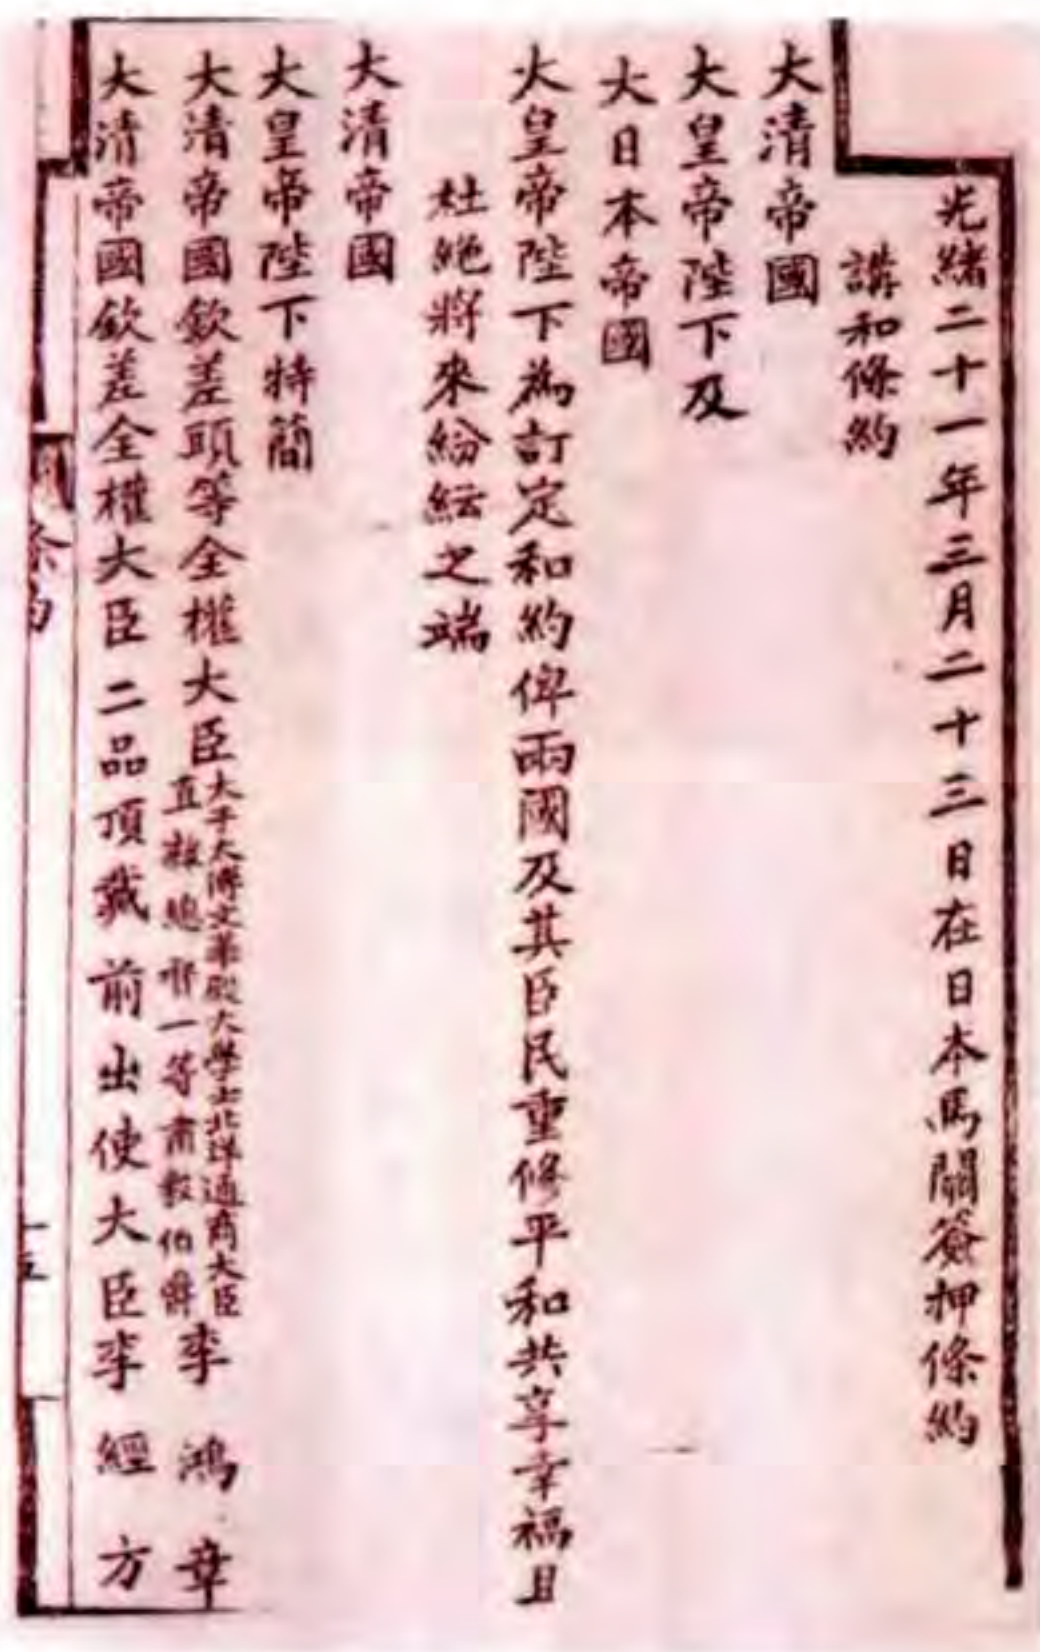 光緒二十一年三月二十三日在日本馬關簽押條約
講和條約
大清帝國
大皇帝陛下及
大日本帝國
大皇帝陛下為訂定和約俾兩國及其臣民重修平和共享幸福且
杜絕將來紛紜之端
大清帝國
大皇帝陛下特簡
大清帝國欽差頭等全權大臣太子太傅文華殿大學士北洋通商大臣直隸總督一等肅毅伯爵李鴻章
大清帝國欽差全權大臣二品頂戴前出使大臣李經方
條約
十五